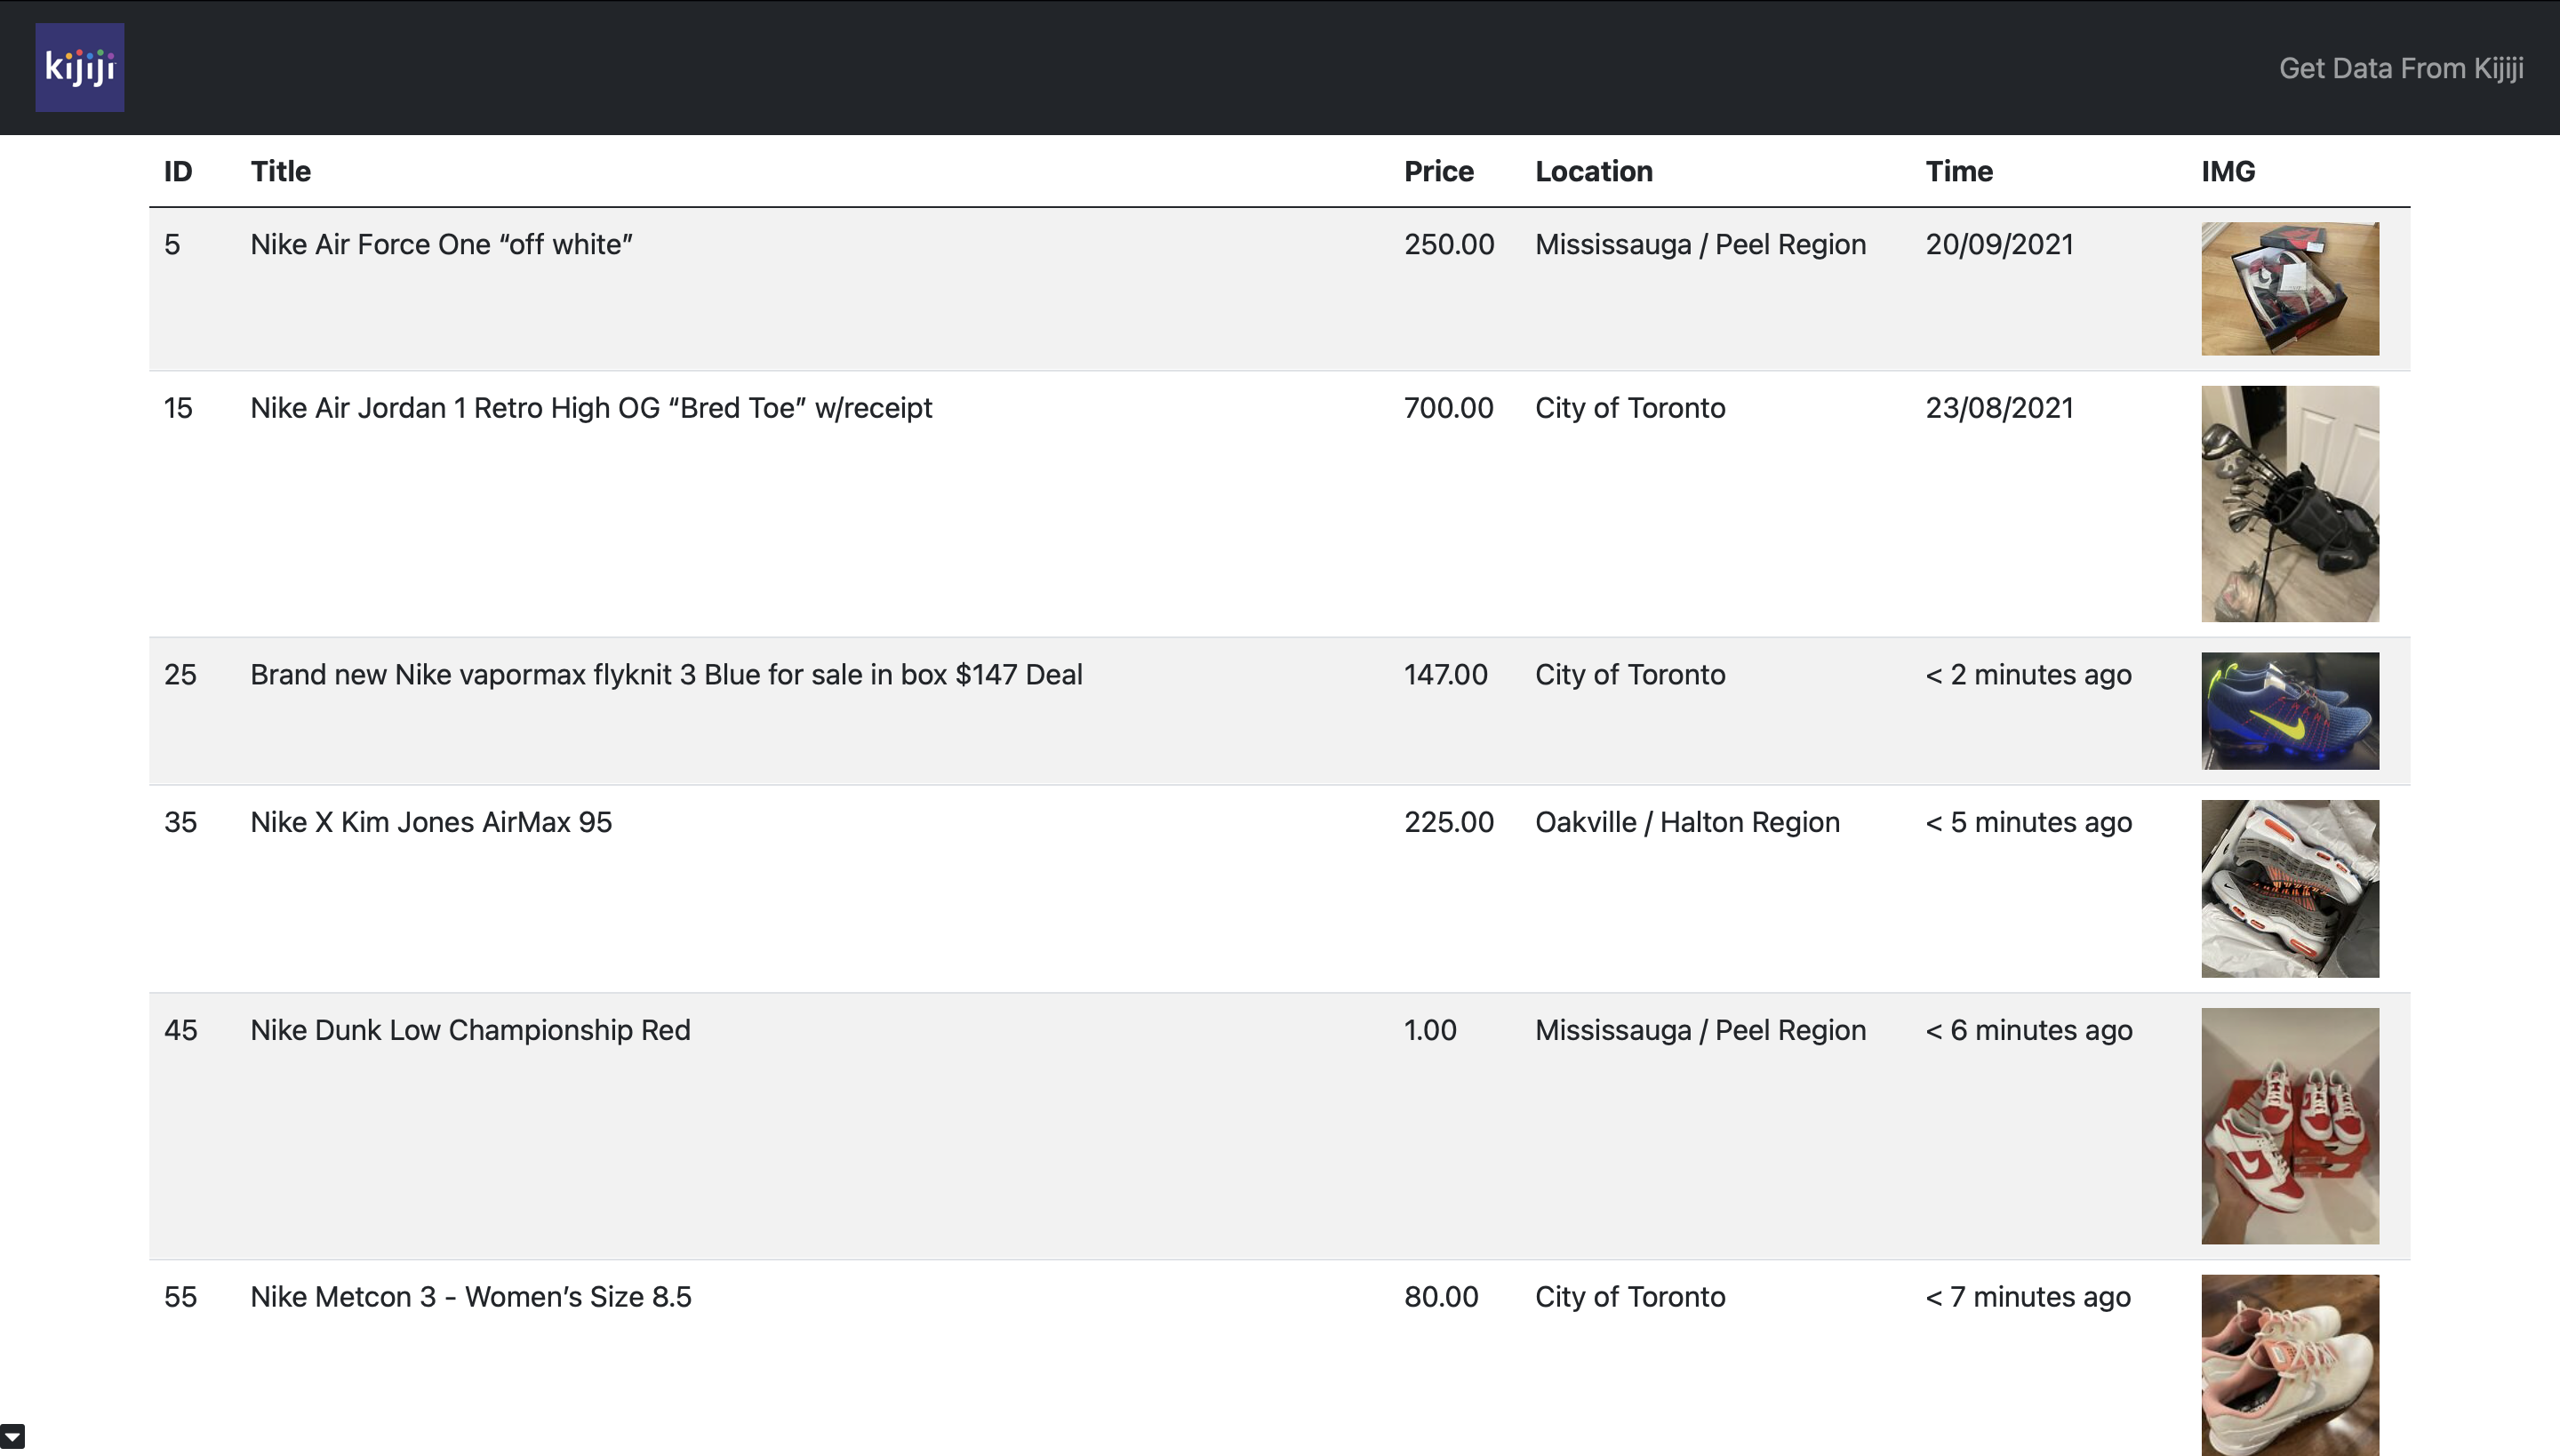 kijiji
Get Data From Kijiji
ID Title Price Location Time IMG
5 Nike Air Force One “off white” 250.00 Mississauga / Peel Region 20/09/2021
15 Nike Air Jordan 1 Retro High OG “Bred Toe” w/receipt 700.00 City of Toronto 23/08/2021
25 Brand new Nike vapormax flyknit 3 Blue for sale in box $147 Deal 147.00 City of Toronto < 2 minutes ago
35 Nike X Kim Jones AirMax 95 225.00 Oakville / Halton Region < 5 minutes ago
45 Nike Dunk Low Championship Red 1.00 Mississauga / Peel Region < 6 minutes ago
55 Nike Metcon 3 - Women’s Size 8.5 80.00 City of Toronto < 7 minutes ago